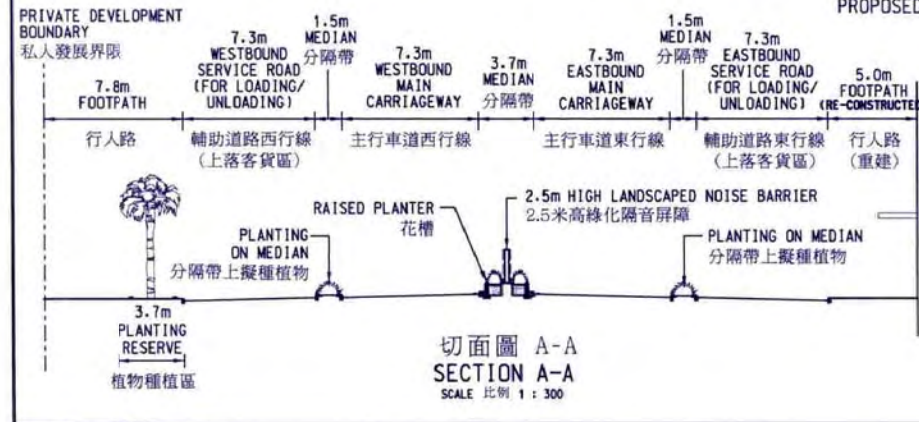 PROPOSED
PRIVATE DEVELOPMENT
BOUNDARY
私人發展界限
7.8m
FOOTPATH
行人路
7.3m
WESTBOUND
SERVICE ROAD
(FOR LOADING/
UNLOADING)
輔助道路西行線
(上落客貨區)
1.5m
MEDIAN
分隔帶
7.3m
WESTBOUND
MAIN
CARRIAGEWAY
主行車道西行線
3.7m
MEDIAN
分隔帶
7.3m
EASTBOUND
MAIN
CARRIAGEWAY
主行車道東行線
1.5m
MEDIAN
分隔帶
7.3m
EASTBOUND
SERVICE ROAD
(FOR LOADING/
UNLOADING)
輔助道路東行線
(上落客貨區)
5.0m
FOOTPATH
(RE-CONSTRUCTED
行人路
(重建)
RAISED PLANTER
花槽
2.5m HIGH LANDSCAPED NOISE BARRIER
2.5米高綠化隔音屏障
PLANTING
ON MEDIAN
分隔帶上擬種植物
PLANTING ON MEDIAN
分隔帶上擬種植物
3.7m
PLANTING
RESERVE
植物種植區
切面圖 A-A
SECTION A-A
SCALE 比例 1 : 300